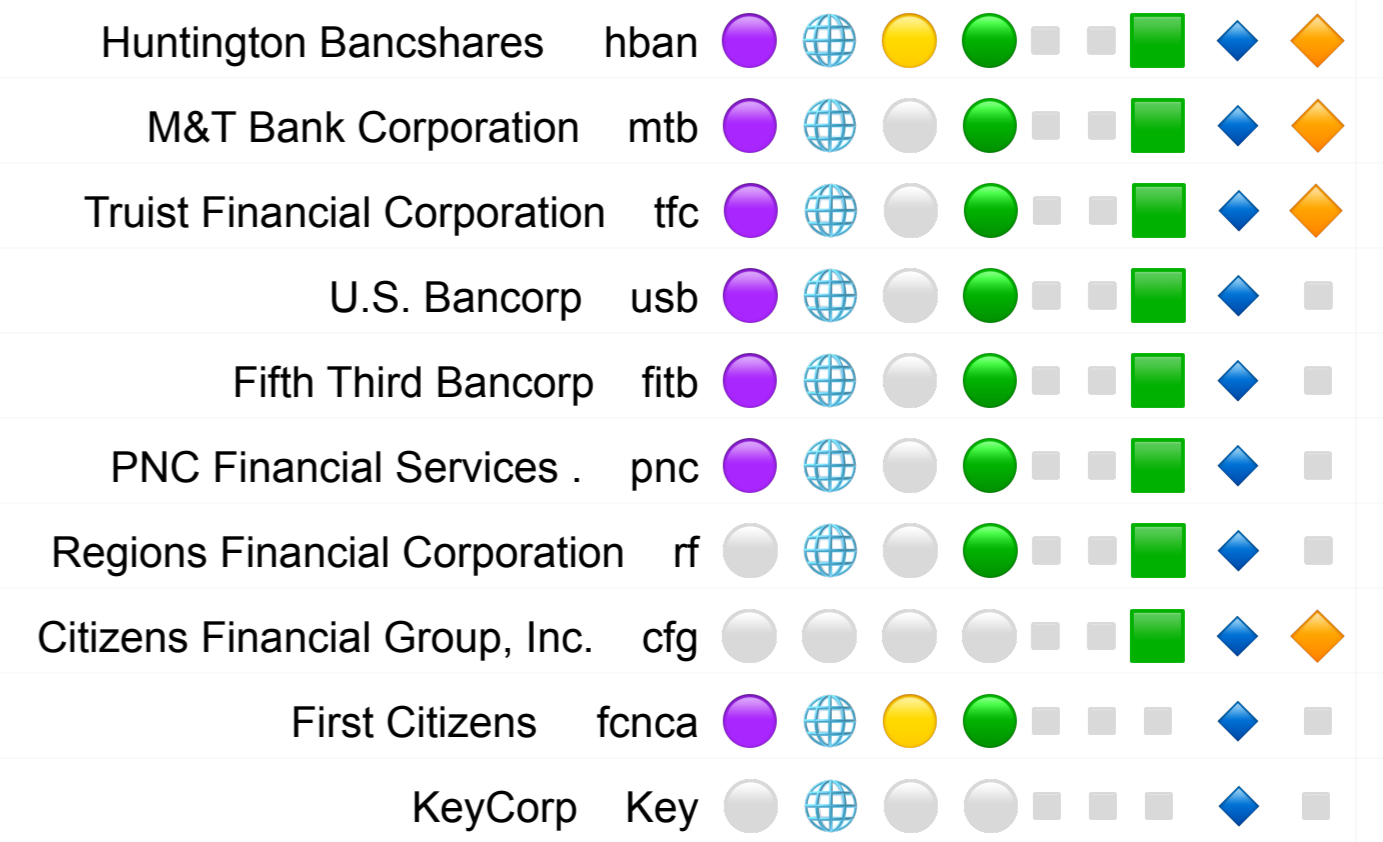 Huntington Bancshares hban
M&T Bank Corporation mtb
Truist Financial Corporation tfc
U.S. Bancorp usb
Fifth Third Bancorp fitb
PNC Financial Services . pnc
Regions Financial Corporation rf
Citizens Financial Group, Inc. cfg
First Citizens fcnca
KeyCorp Key